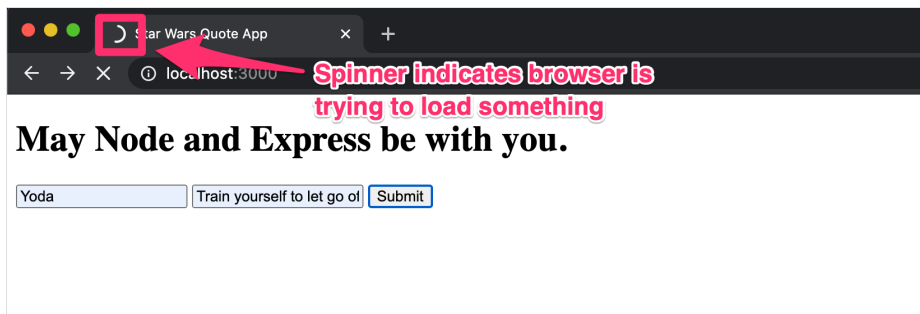 Star Wars Quote App
localhost:3000
Spinner indicates browser is
trying to load something
May Node and Express be with you.
Yoda
Train yourself to let go of
Submit